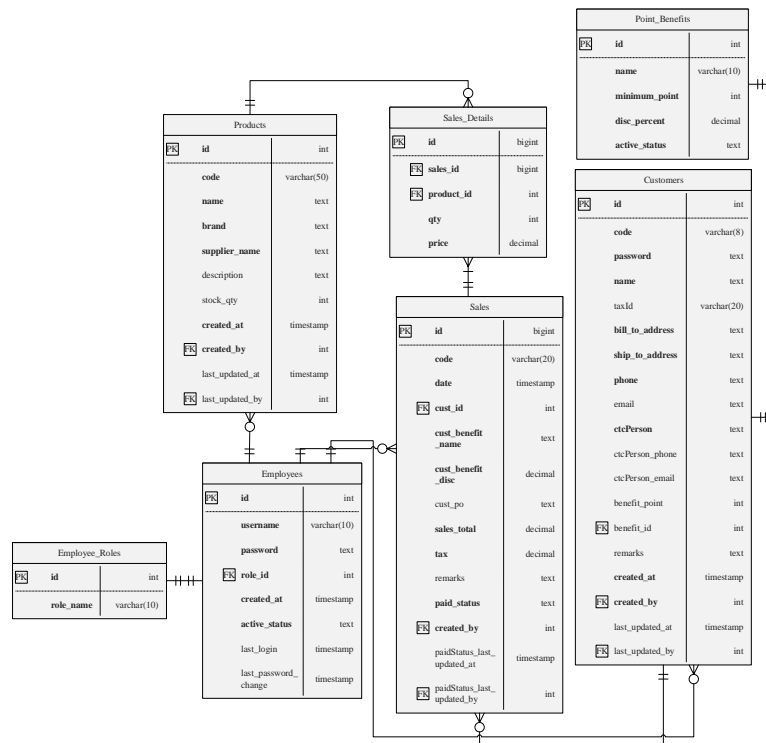 Point_Benefits
PK id int
name varchar(10)
minimum_point int
disc_percent decimal
active_status text
Products
PK id int
code varchar(50)
name text
brand text
supplier_name text
description text
stock_qty int
created_at timestamp
FK created_by int
last_updated_at timestamp
FK last_updated_by int
Sales_Details
PK id bigint
FK sales_id bigint
FK product_id int
qty int
price decimal
Customers
PK id int
code varchar(8)
password text
name text
taxId varchar(20)
bill_to_address text
ship_to_address text
phone text
email text
ctcPerson text
ctcPerson_phone text
ctcPerson_email text
benefit_point int
FK benefit_id int
remarks text
created_at timestamp
FK created_by int
last_updated_at timestamp
FK last_updated_by int
Sales
PK id bigint
code varchar(20)
date timestamp
FK cust_id int
cust_benefit
_name text
cust_benefit
_disc decimal
cust_po text
sales_total decimal
tax decimal
remarks text
paid_status text
FK created_by int
paidStatus_last_
updated_at timestamp
FK paidStatus_last_
updated_by int
Employees
PK id int
username varchar(10)
password text
FK role_id int
created_at timestamp
active_status text
last_login timestamp
last_password_
change timestamp
Employee_Roles
PK id int
role_name varchar(10)